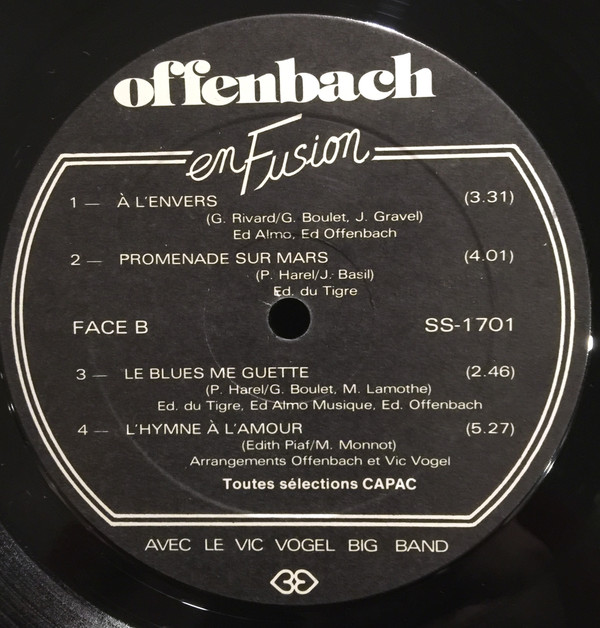 offenbach
en Fusion
1 — À L'ENVERS (3.31)
(G. Rivard/G. Boulet, J. Gravel)
Ed Almo, Ed Offenbach
2 — PROMENADE SUR MARS (4.01)
(P. Harel/J. Basil)
Ed. du Tigre
FACE B SS-1701
3 — LE BLUES ME GUETTE (2.46)
(P. Harel/G. Boulet, M. Lamothe)
Ed. du Tigre, Ed Almo Musique, Ed. Offenbach
4 — L'HYMNE À L'AMOUR (5.27)
(Edith Piaf/M. Monnot)
Arrangements Offenbach et Vic Vogel
Toutes sélections CAPAC
AVEC LE VIC VOGEL BIG BAND